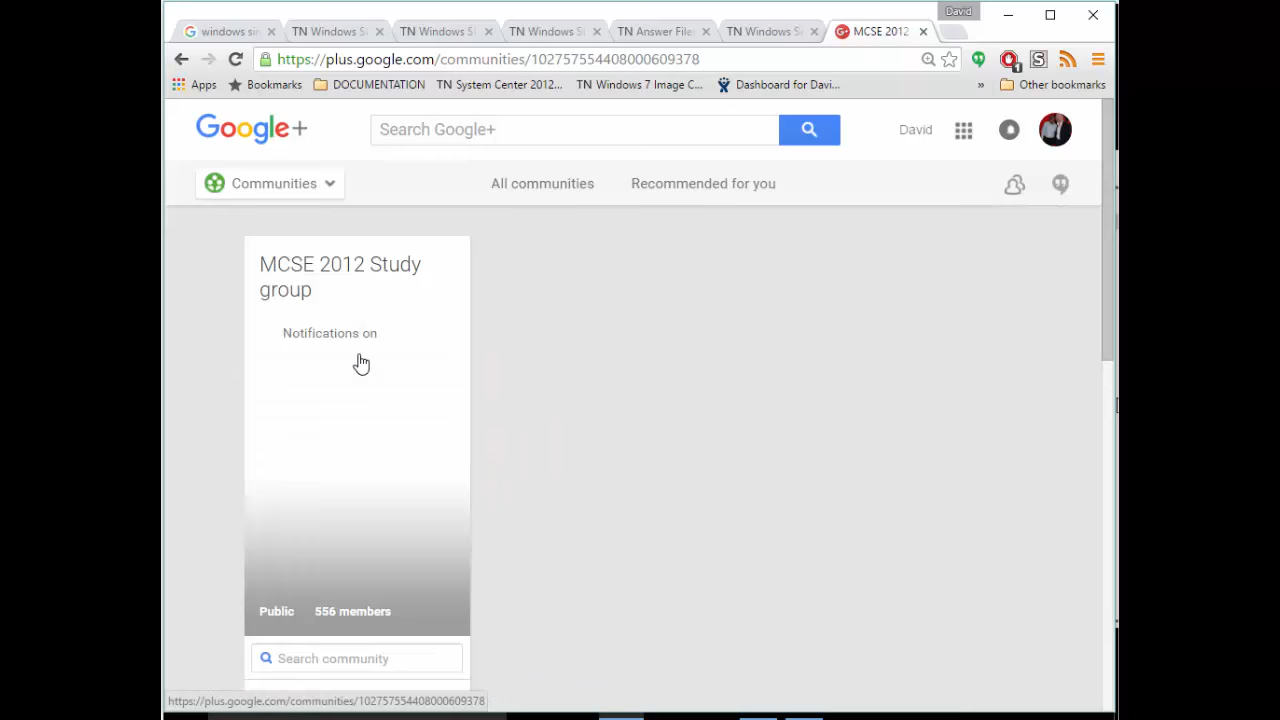 David
windows sin
TN Windows S
TN Windows S
TN Windows S
TN Answer File
TN Windows S
MCSE 2012
https://plus.google.com/communities/102757554408000609378
Apps
Bookmarks
DOCUMENTATION
TN System Center 2012...
TN Windows 7 Image C...
Dashboard for Davi...
»
Other bookmarks
Google+
Search Google+
David
Communities
All communities
Recommended for you
MCSE 2012 Study
group
Notifications on
Public 556 members
Search community
https://plus.google.com/communities/102757554408000609378